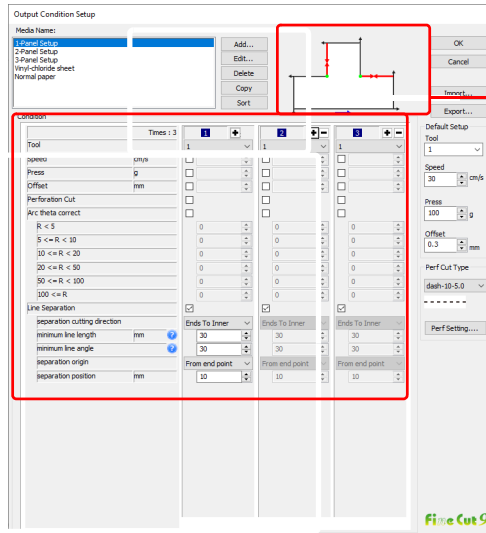 Output Condition Setup
Media Name:
1-Panel Setup
2-Panel Setup
3-Panel Setup
Vinyl-chloride sheet
Normal paper
Add...
Edit...
Delete
Copy
Sort
OK
Cancel
Import...
Export...
Condition
Times : 3 1 + 2 + - 3 + -
Tool 1 1 1
Speed cm/s
Press g
Offset mm
Perforation Cut
Arc theta correct
R < 5 0 0 0
5 <= R < 10 0 0 0
10 <= R < 20 0 0 0
20 <= R < 50 0 0 0
50 <= R < 100 0 0 0
100 <= R 0 0 0
Line Separation
separation cutting direction Ends To Inner Ends To Inner Ends To Inner
minimum line length mm ? 30 30 30
minimum line angle ? 30 30 30
separation origin From end point From end point From end point
separation position mm 10 10 10
Default Setup
Tool
1
Speed
30 cm/s
Press
100 g
Offset
0.3 mm
Perf Cut Type
dash-10-5.0
Perf Setting....
Fine Cut 9